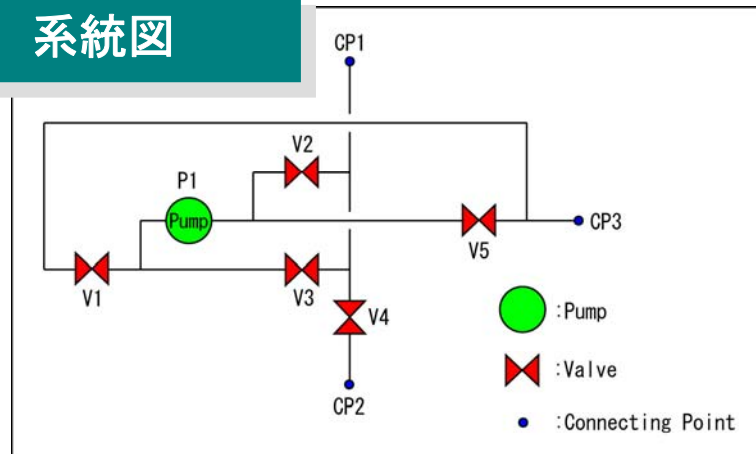 系統図
CP1
V2
P1
Pump
CP3
V5
V1
V3
V4
:Pump
:Valve
CP2
:Connecting Point